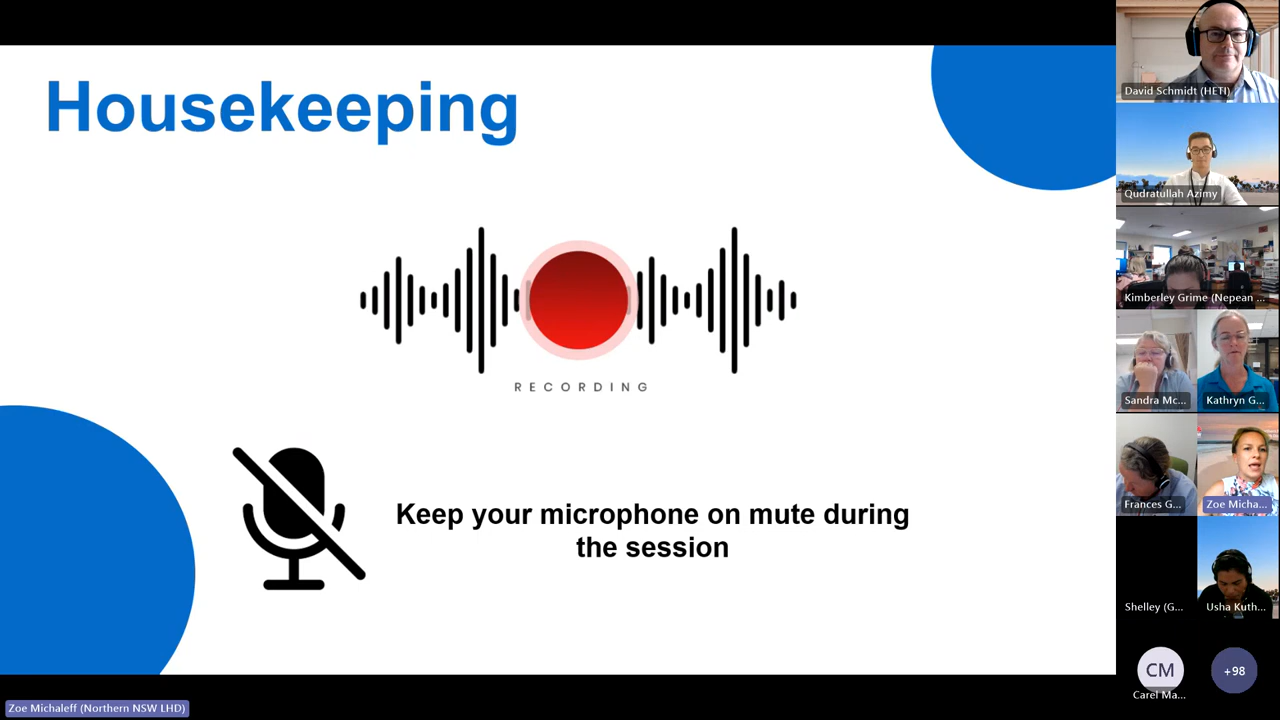 Housekeeping
RECORDING
Keep your microphone on mute during
the session
David Schmidt (HETI)
Qudratullah Azimy
Kimberley Grime (Nepean ...
Sandra Mc...
Kathryn G...
Frances G...
Zoe Micha...
Shelley (G...
Usha Kuth...
CM
+98
Carel Ma...
Zoe Michaleff (Northern NSW LHD)